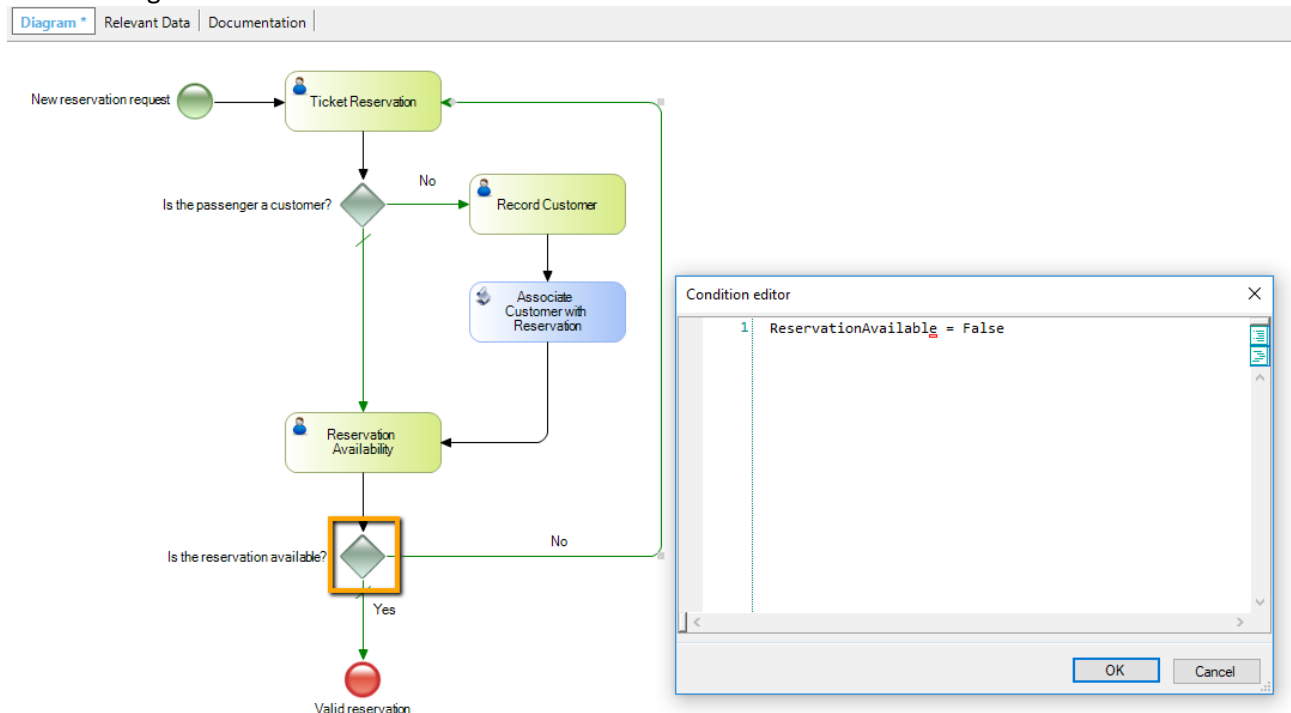 Diagram * Relevant Data Documentation
New reservation request
Ticket Reservation
No
Is the passenger a customer?
Record Customer
Associate
Customer with
Reservation
Reservation
Availability
Is the reservation available?
No
Yes
Valid reservation
Condition editor
1 ReservationAvailable = False
OK Cancel